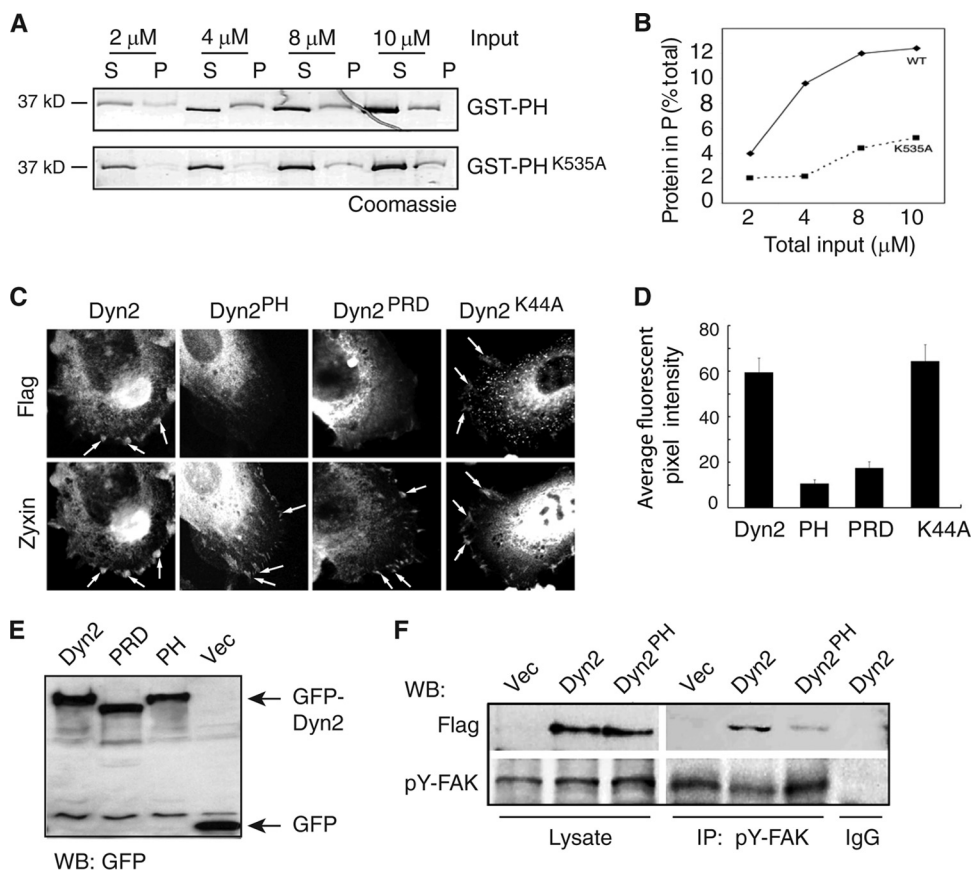 A
2 μM 4 μM 8 μM 10 μM Input
S P S P S P S P
37 kD GST-PH
37 kD GST-PH K535A
Coomassie
B
Protein in P (% total)
12
10
8
6
4
2
0
WT
K535A
2 4 8 10
Total input (μM)
C
Dyn2 Dyn2 PH Dyn2 PRD Dyn2 K44A
Flag
Zyxin
D
Average fluorescent
pixel intensity
80
60
40
20
0
Dyn2 PH PRD K44A
E
Dyn2 PRD PH Vec
GFP-
Dyn2
GFP
WB: GFP
F
WB: Vec Dyn2 Dyn2 PH Vec Dyn2 Dyn2 PH Dyn2
Flag
pY-FAK
Lysate IP: pY-FAK IgG